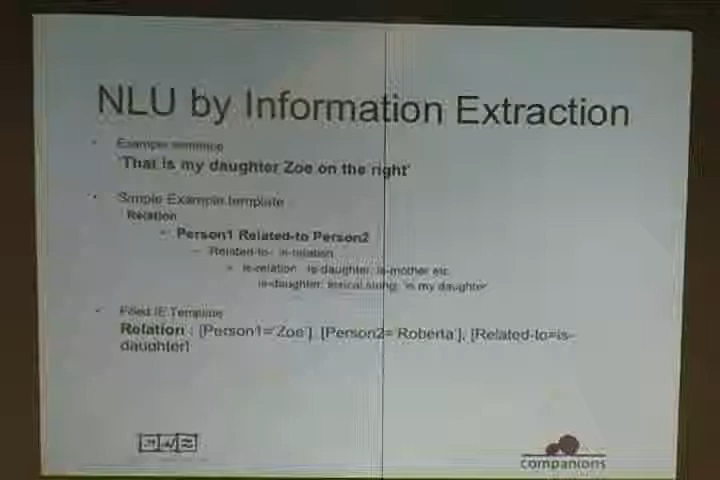 NLU by Information Extraction
Example sentence
'That is my daughter Zoe on the right'
Simple Example template
Relation
Person1 Related-to Person2
Related-to- is-relation
is-relation is-daughter, is-mother etc.
is-daughter: lexical string: 'is my daughter'
Filled IE Template
Relation : [Person1='Zoe'], [Person2='Roberta'], [Related-to=is-
daughter]
companions